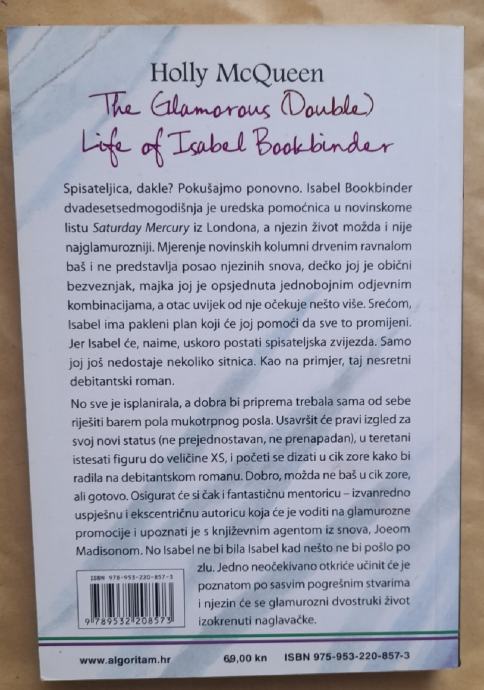 Holly McQueen
The Glamorous (Double)
Life of Isabel Bookbinder
Spisateljica, dakle? Pokušajmo ponovno. Isabel Bookbinder
dvadesetsedmogodišnja je uredska pomoćnica u novinskome
listu Saturday Mercury iz Londona, a njezin život možda i nije
najglamurozniji. Mjerenje novinskih kolumni drvenim ravnalom
baš i ne predstavlja posao njezinih snova, dečko joj je obični
bezveznjak, majka joj je opsjednuta jednobojnim odjevnim
kombinacijama, a otac uvijek od nje očekuje nešto više. Srećom,
Isabel ima pakleni plan koji će joj pomoći da sve to promijeni.
Jer Isabel će, naime, uskoro postati spisateljska zvijezda. Samo
joj još nedostaje nekoliko sitnica. Kao na primjer, taj nesretni
debitantski roman.
No sve je isplanirala, a dobra bi priprema trebala sama od sebe
riješiti barem pola mukotrpnog posla. Usavršit će pravi izgled za
svoj novi status (ne prejednostavan, ne prenapadan), u teretani
istesati figuru do veličine XS, i početi se dizati u cik zore kako bi
radila na debitantskom romanu. Dobro, možda ne baš u cik zore,
ali gotovo. Osigurat će si čak i fantastičnu mentoricu – izvanredno
uspješnu i ekscentričnu autoricu koja će je voditi na glamurozne
promocije i upoznati je s književnim agentom iz snova, Joeom
Madisonom. No Isabel ne bi bila Isabel kad nešto ne bi pošlo po
zlu. Jedno neočekivano otkriće učinit će je
poznatom po sasvim pogrešnim stvarima
i njezin će se glamurozni dvostruki život
izokrenuti naglavačke.
ISBN 978-953-220-857-3
9 789532 208573
www.algoritam.hr 69,00 kn ISBN 975-953-220-857-3